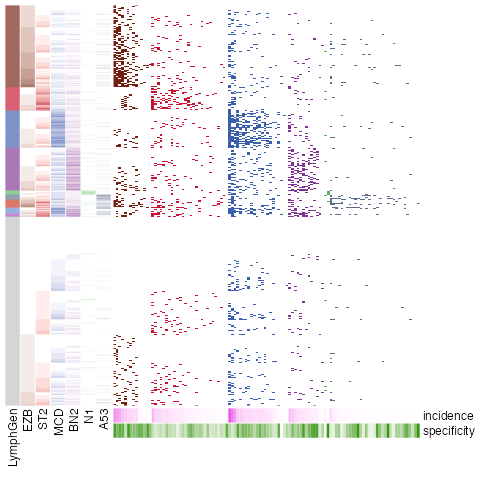 incidence
specificity
LymphGen
EZB
ST2
MCD
BN2
N1
A53